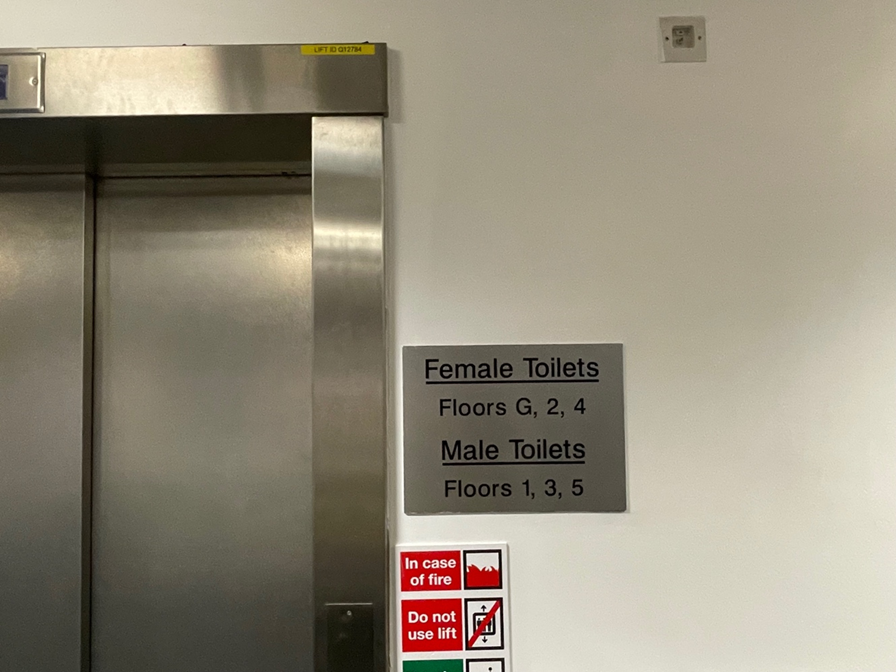 LIFT ID Q12784
Female Toilets
Floors G, 2, 4
Male Toilets
Floors 1, 3, 5
In case
of fire
Do not
use lift